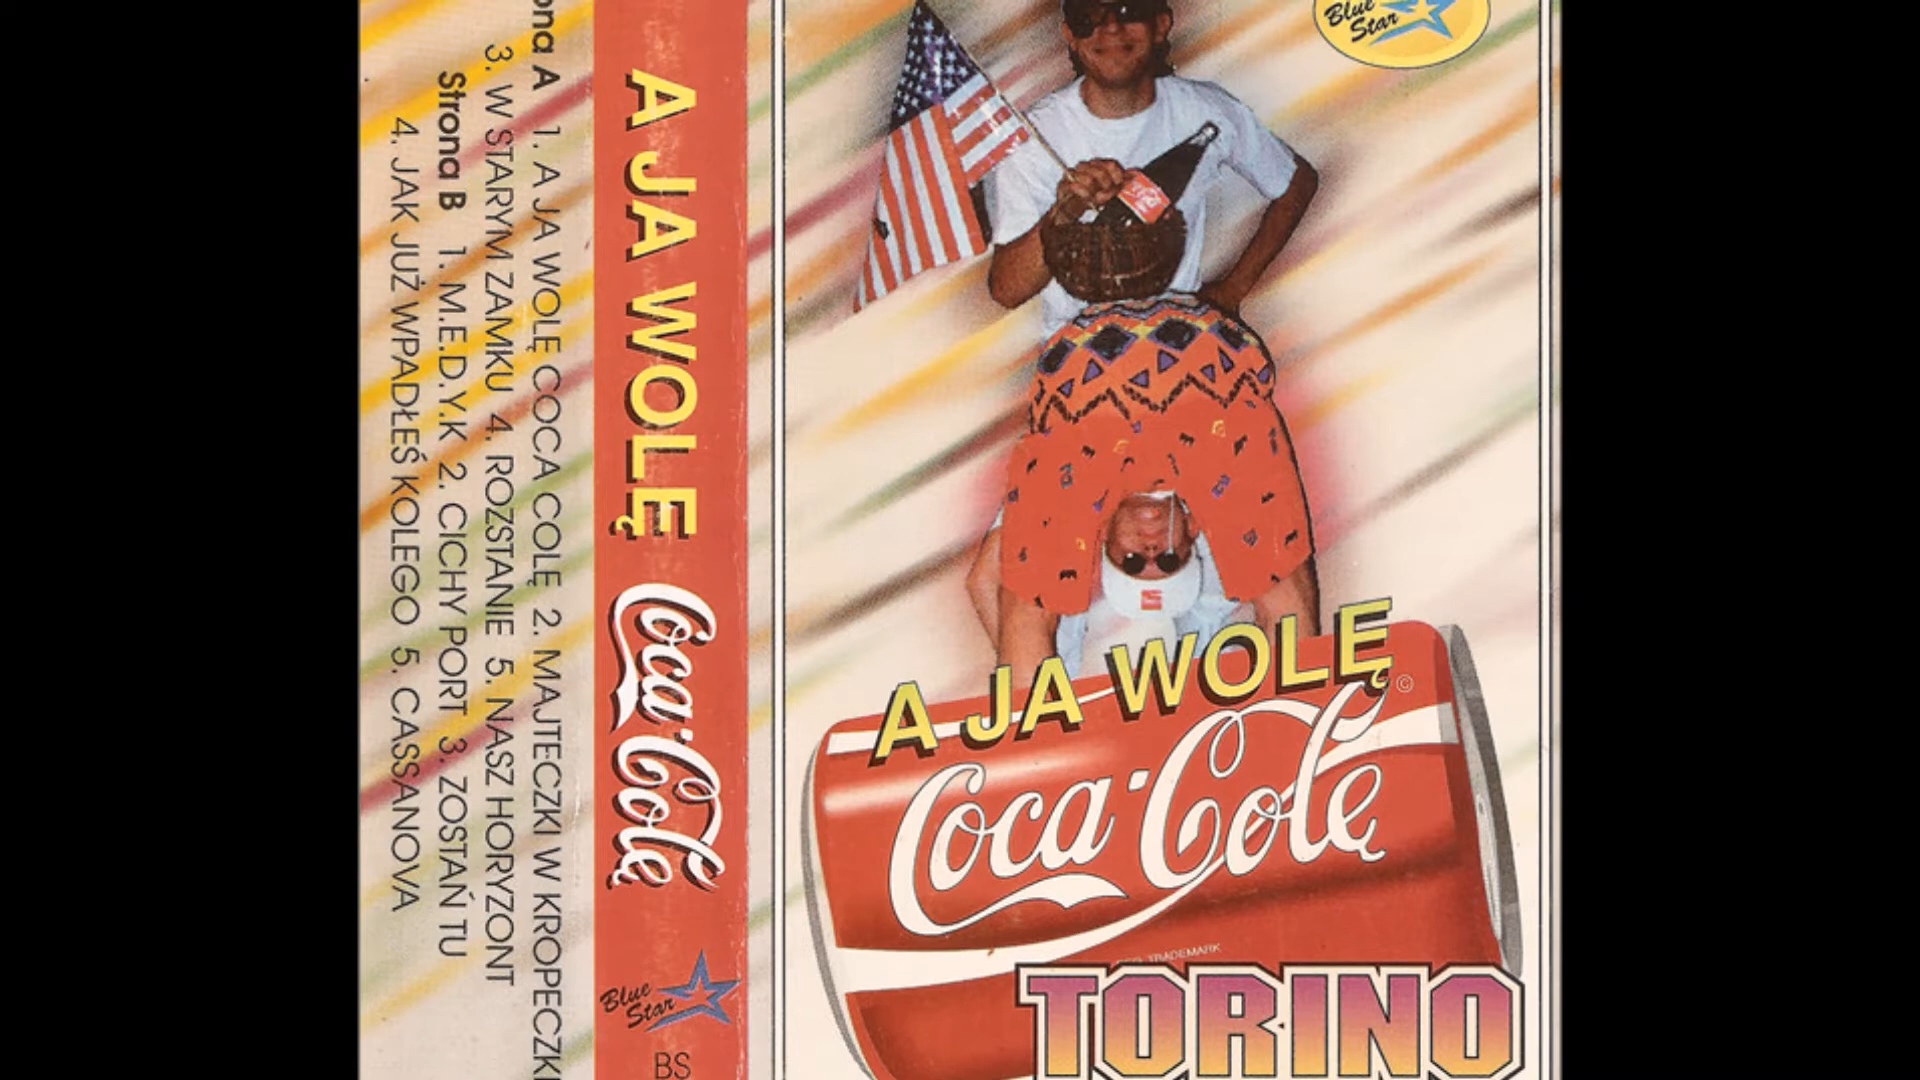 ona A 1. A JA WOLĘ COCA COLĘ 2. MAJTECZKI W KROPECZKI
3. W STARYM ZAMKU 4. ROZSTANIE 5. NASZ HORYZONT
Strona B 1. M.E.D.Y.K 2. CICHY PORT 3. ZOSTAŃ TU
4. JAK JUŻ WPADŁEŚ KOLEGO 5. CASSANOVA
A JA WOLĘ Coca-Colę
Blue
Star
BS
Blue
Star
A JA WOLĘ
©
Coca-Colę
TRADEMARK
TORINO